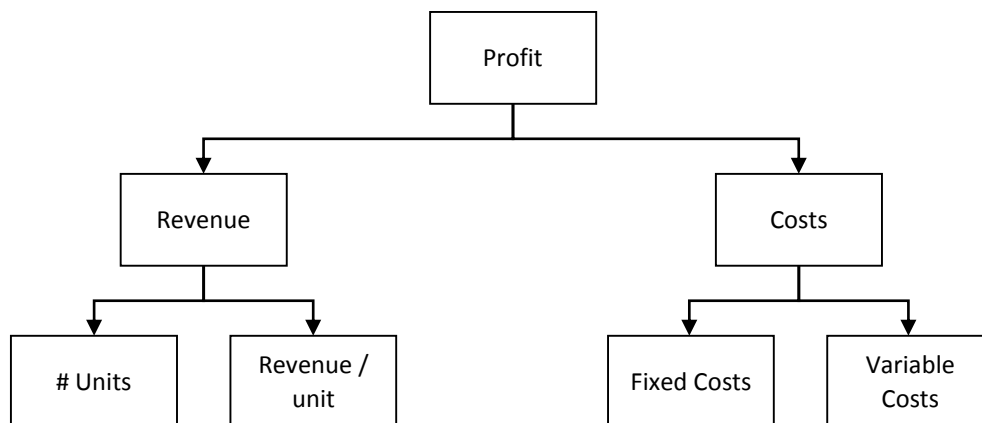 Profit
Revenue
Costs
# Units
Revenue /
unit
Fixed Costs
Variable
Costs